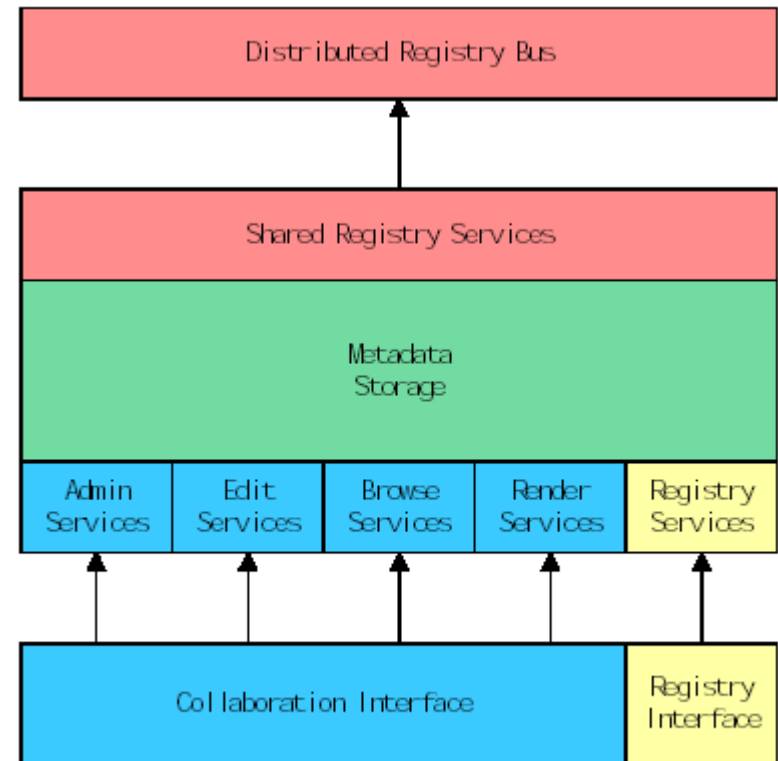 Distributed Registry Bus
Shared Registry Services
Metadata
Storage
Admin
Services
Edit
Services
Browse
Services
Render
Services
Registry
Services
Collaboration Interface
Registry
Interface